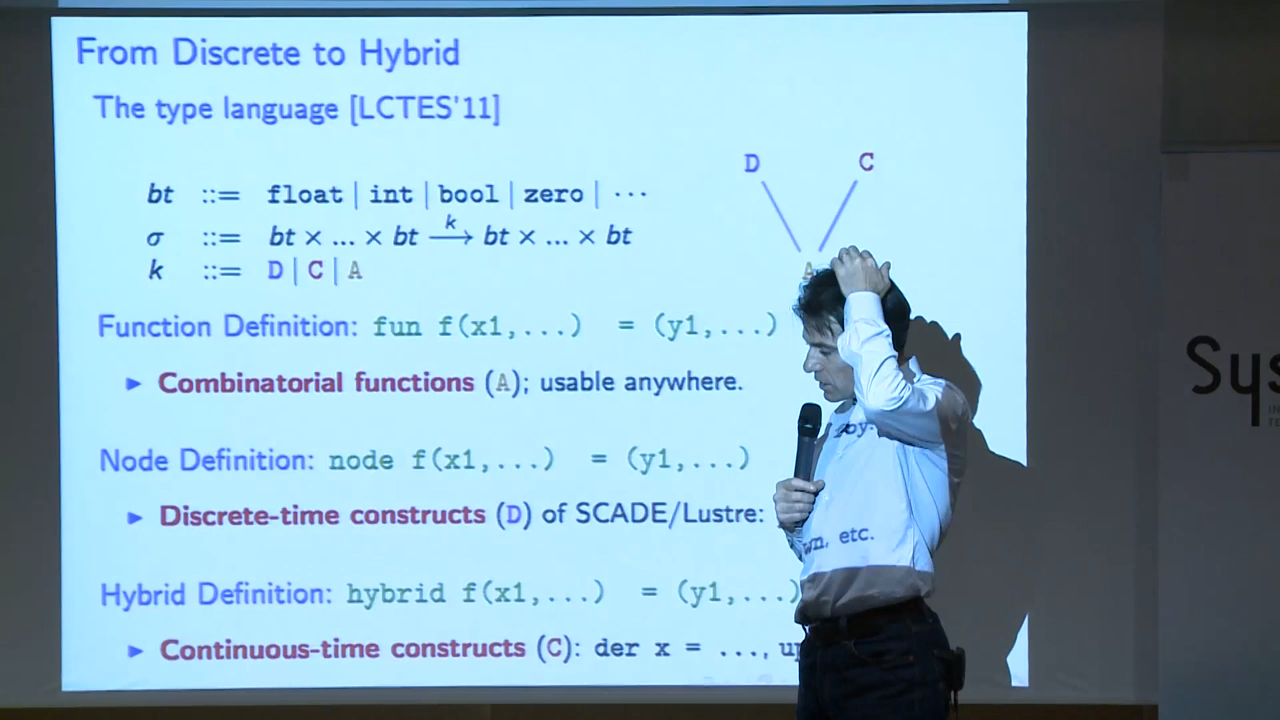 From Discrete to Hybrid
The type language [LCTES'11]
D C
bt ::= float | int | bool | zero | ···
σ ::= bt × ... × bt —k→ bt × ... × bt
k ::= D | C | A
A
Function Definition: fun f(x1,...) = (y1,...)
▸ Combinatorial functions (A); usable anywhere.
Node Definition: node f(x1,...) = (y1,...)
▸ Discrete-time constructs (D) of SCADE/Lustre:
etc.
Hybrid Definition: hybrid f(x1,...) = (y1,...)
▸ Continuous-time constructs (C): der x = ...,